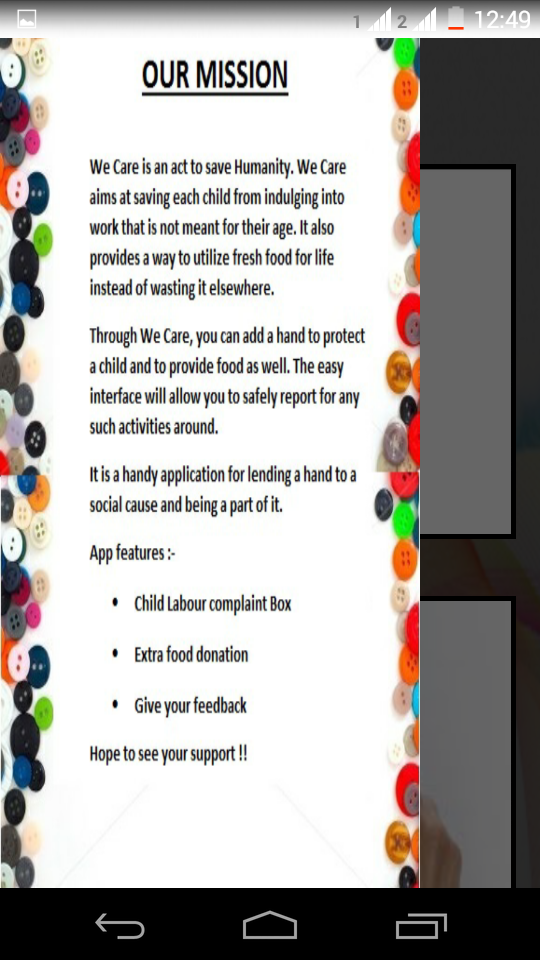 1 2 12:49
OUR MISSION
We Care is an act to save Humanity. We Care
aims at saving each child from indulging into
work that is not meant for their age. It also
provides a way to utilize fresh food for life
instead of wasting it elsewhere.
Through We Care, you can add a hand to protect
a child and to provide food as well. The easy
interface will allow you to safely report for any
such activities around.
It is a handy application for lending a hand to a
social cause and being a part of it.
App features :-
• Child Labour complaint Box
• Extra food donation
• Give your feedback
Hope to see your support !!